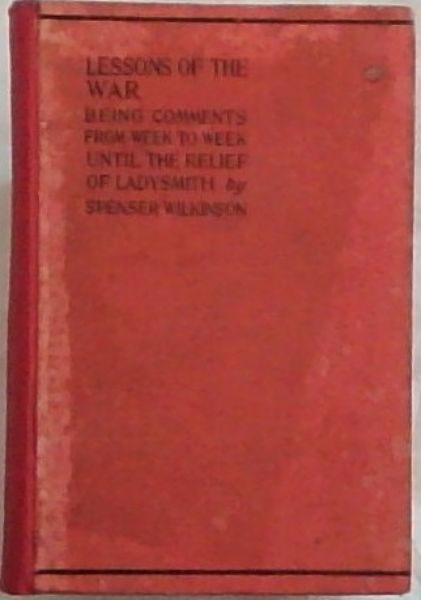 LESSONS OF THE
WAR
BEING COMMENTS
FROM WEEK TO WEEK
UNTIL THE RELIEF
OF LADYSMITH by
SPENSER WILKINSON